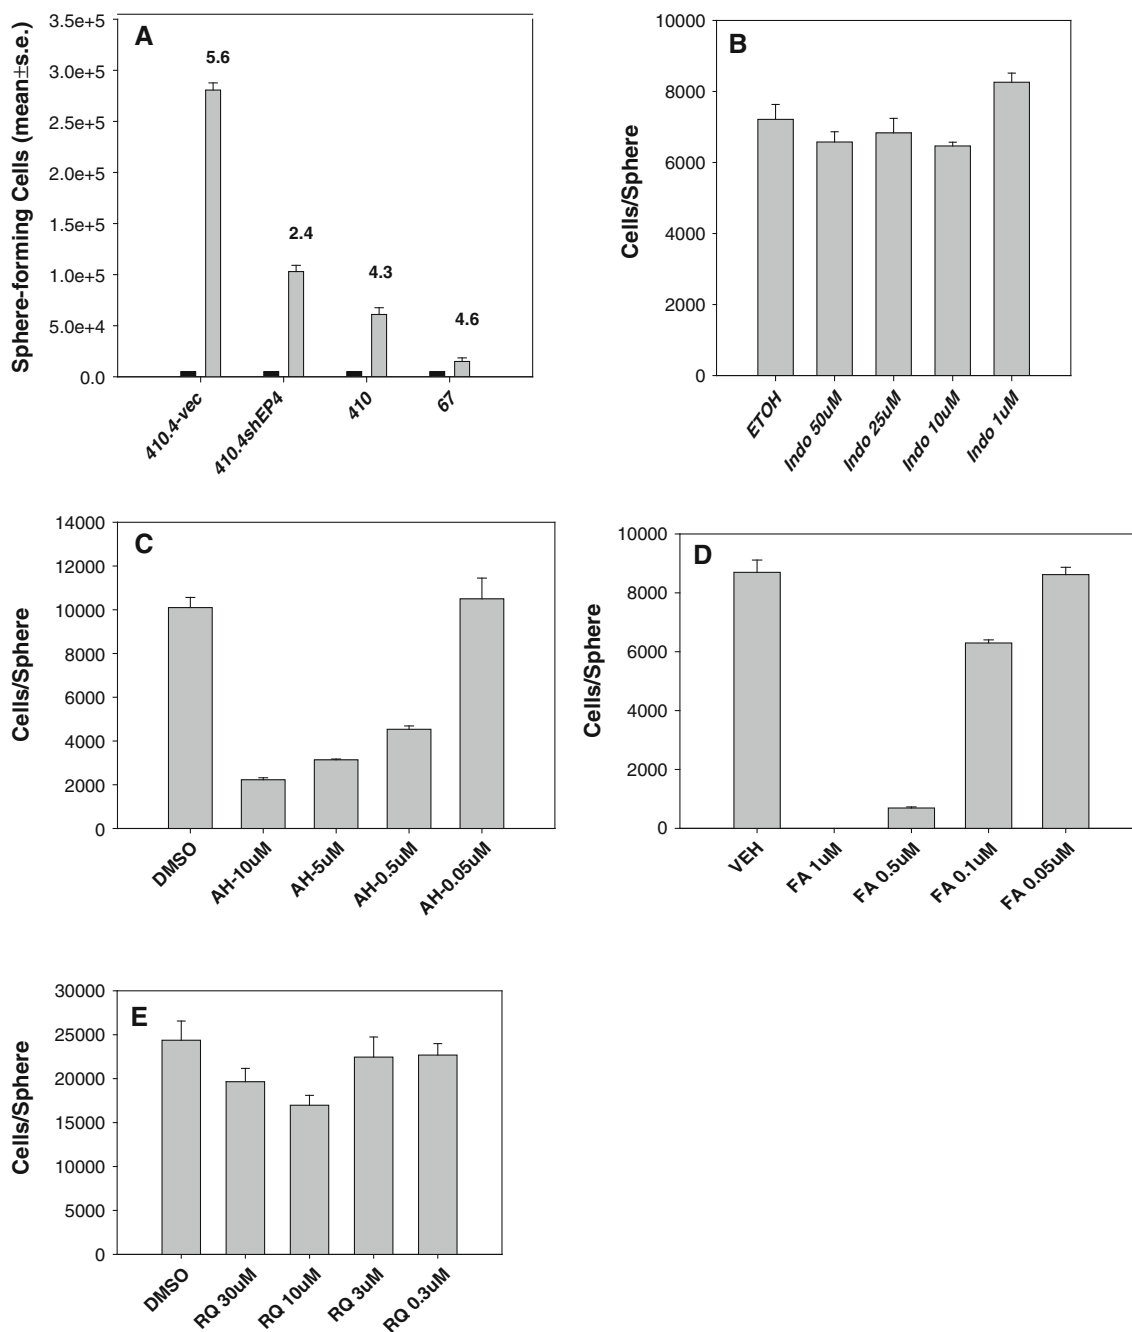 A
Sphere-forming Cells (mean±s.e.)
3.5e+5
3.0e+5
2.5e+5
2.0e+5
1.5e+5
1.0e+5
5.0e+4
0.0
5.6
2.4
4.3
4.6
410.4-vec
410.4shEP4
410
67
B
Cells/Sphere
10000
8000
6000
4000
2000
0
ETOH
Indo 50uM
Indo 25uM
Indo 10uM
Indo 1uM
C
Cells/Sphere
14000
12000
10000
8000
6000
4000
2000
0
DMSO
AH-10uM
AH-5uM
AH-0.5uM
AH-0.05uM
D
Cells/Sphere
10000
8000
6000
4000
2000
0
VEH
FA 1uM
FA 0.5uM
FA 0.1uM
FA 0.05uM
E
Cells/Sphere
30000
25000
20000
15000
10000
5000
0
DMSO
RQ 30uM
RQ 10uM
RQ 3uM
RQ 0.3uM